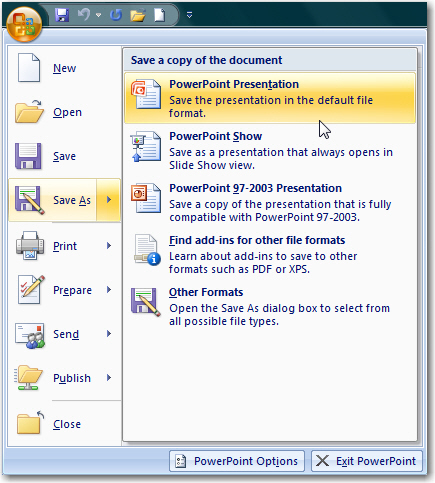 New
Open
Save
Save As
Print
Prepare
Send
Publish
Close
Save a copy of the document
PowerPoint Presentation
Save the presentation in the default file
format.
PowerPoint Show
Save as a presentation that always opens in
Slide Show view.
PowerPoint 97-2003 Presentation
Save a copy of the presentation that is fully
compatible with PowerPoint 97-2003.
Find add-ins for other file formats
Learn about add-ins to save to other
formats such as PDF or XPS.
Other Formats
Open the Save As dialog box to select from
all possible file types.
PowerPoint Options
Exit PowerPoint